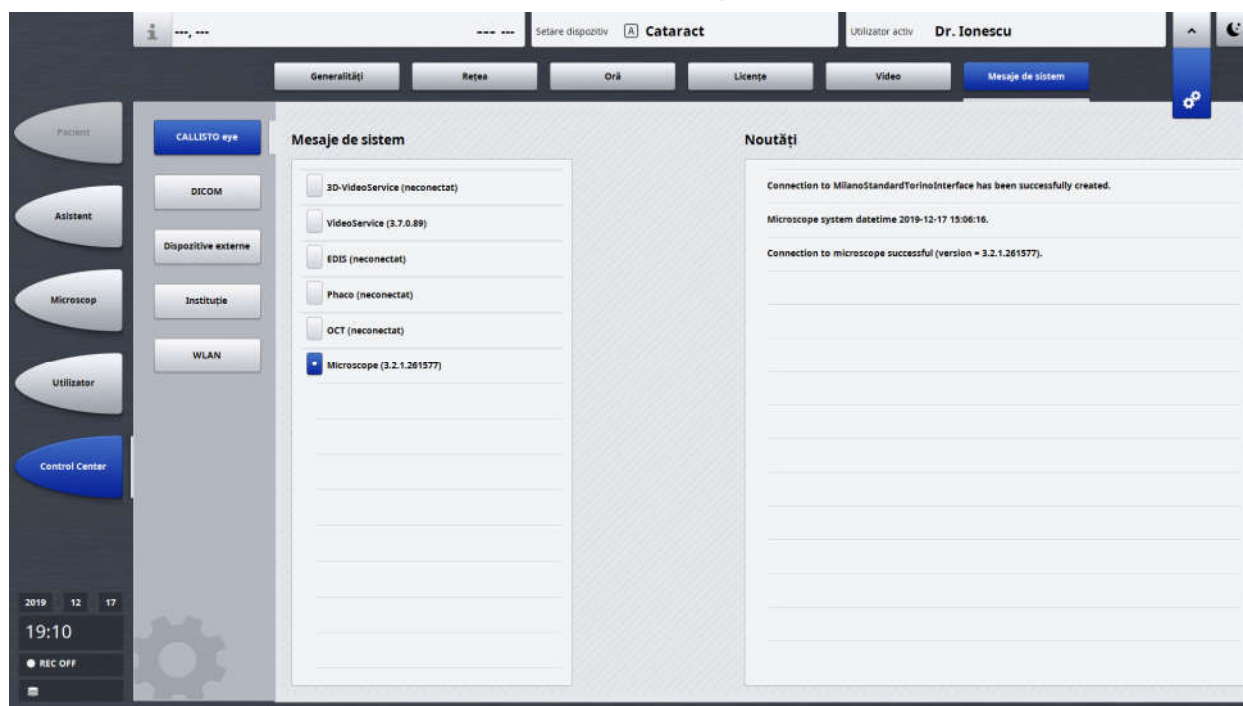 i ---, --- --- --- Setare dispozitiv A Cataract Utilizator activ Dr. Ionescu
Generalități Rețea Oră Licențe Video Mesaje de sistem
Pacient
Asistent
Microscop
Utilizator
Control Center
CALLISTO eye
DICOM
Dispozitive externe
Instituție
WLAN
Mesaje de sistem
3D-VideoService (neconectat)
VideoService (3.7.0.89)
EDIS (neconectat)
Phaco (neconectat)
OCT (neconectat)
Microscope (3.2.1.261577)
Noutăți
Connection to MilanoStandardTorinoInterface has been successfully created.
Microscope system datetime 2019-12-17 15:06:16.
Connection to microscope successful (version = 3.2.1.261577).
2019 12 17
19:10
REC OFF